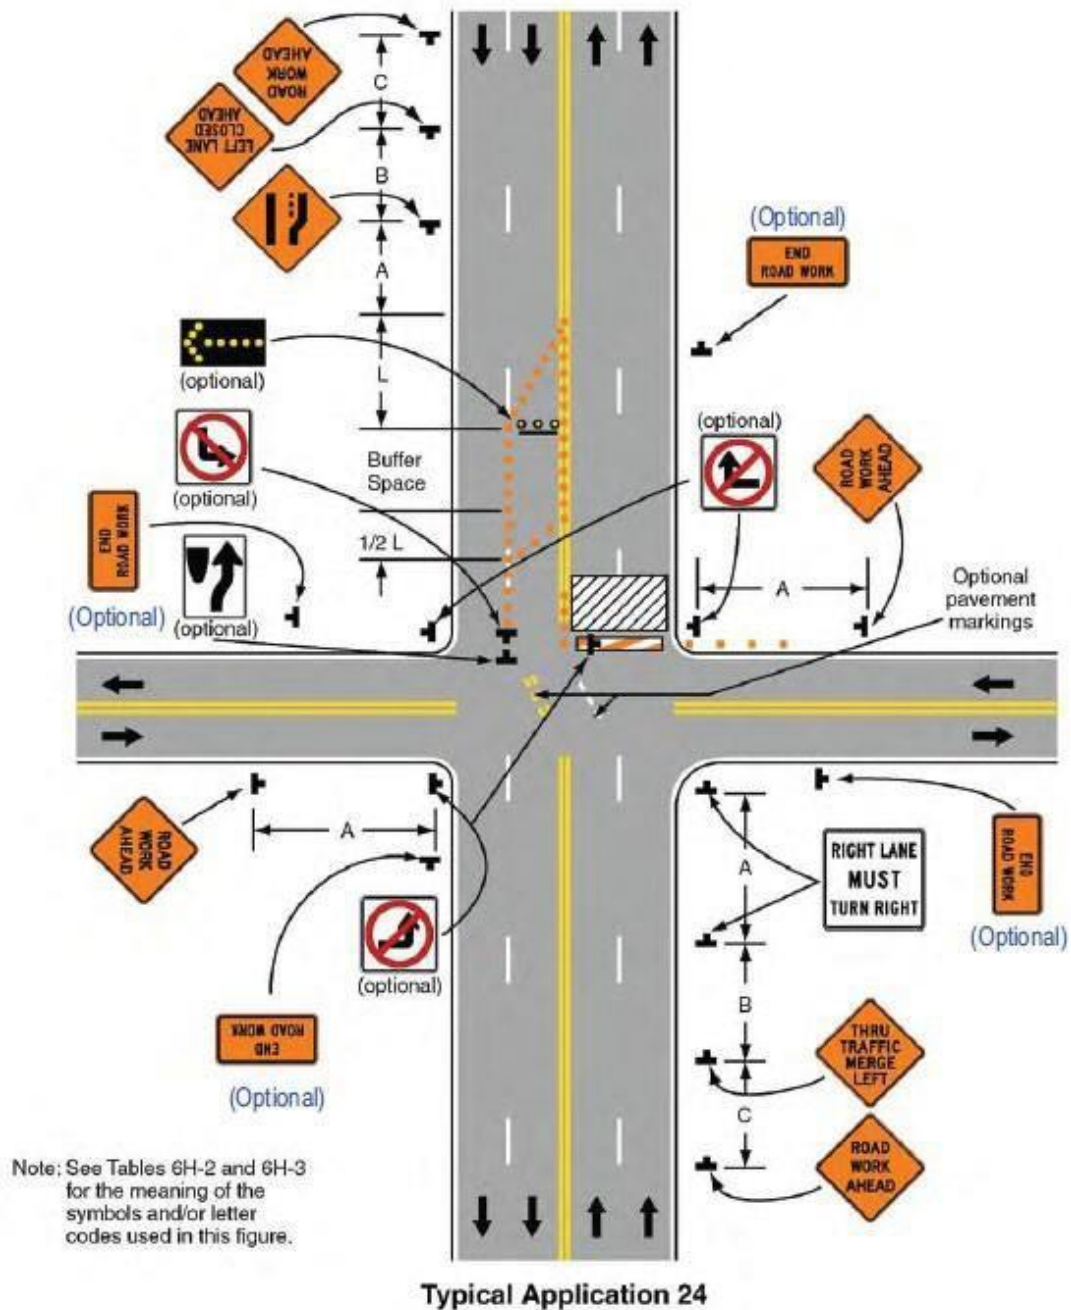 ROAD
WORK
AHEAD
LEFT LANE
CLOSED
AHEAD
C
B
A
L
(optional)
(optional)
Buffer
Space
1/2 L
END
ROAD WORK
(Optional)
(optional)
(Optional)
END
ROAD WORK
(optional)
ROAD
WORK
AHEAD
A
Optional
pavement
markings
ROAD
WORK
AHEAD
A
(optional)
END
ROAD WORK
(Optional)
A
B
C
RIGHT LANE
MUST
TURN RIGHT
END
ROAD WORK
(Optional)
THRU
TRAFFIC
MERGE
LEFT
ROAD
WORK
AHEAD
Note: See Tables 6H-2 and 6H-3
for the meaning of the
symbols and/or letter
codes used in this figure.
Typical Application 24